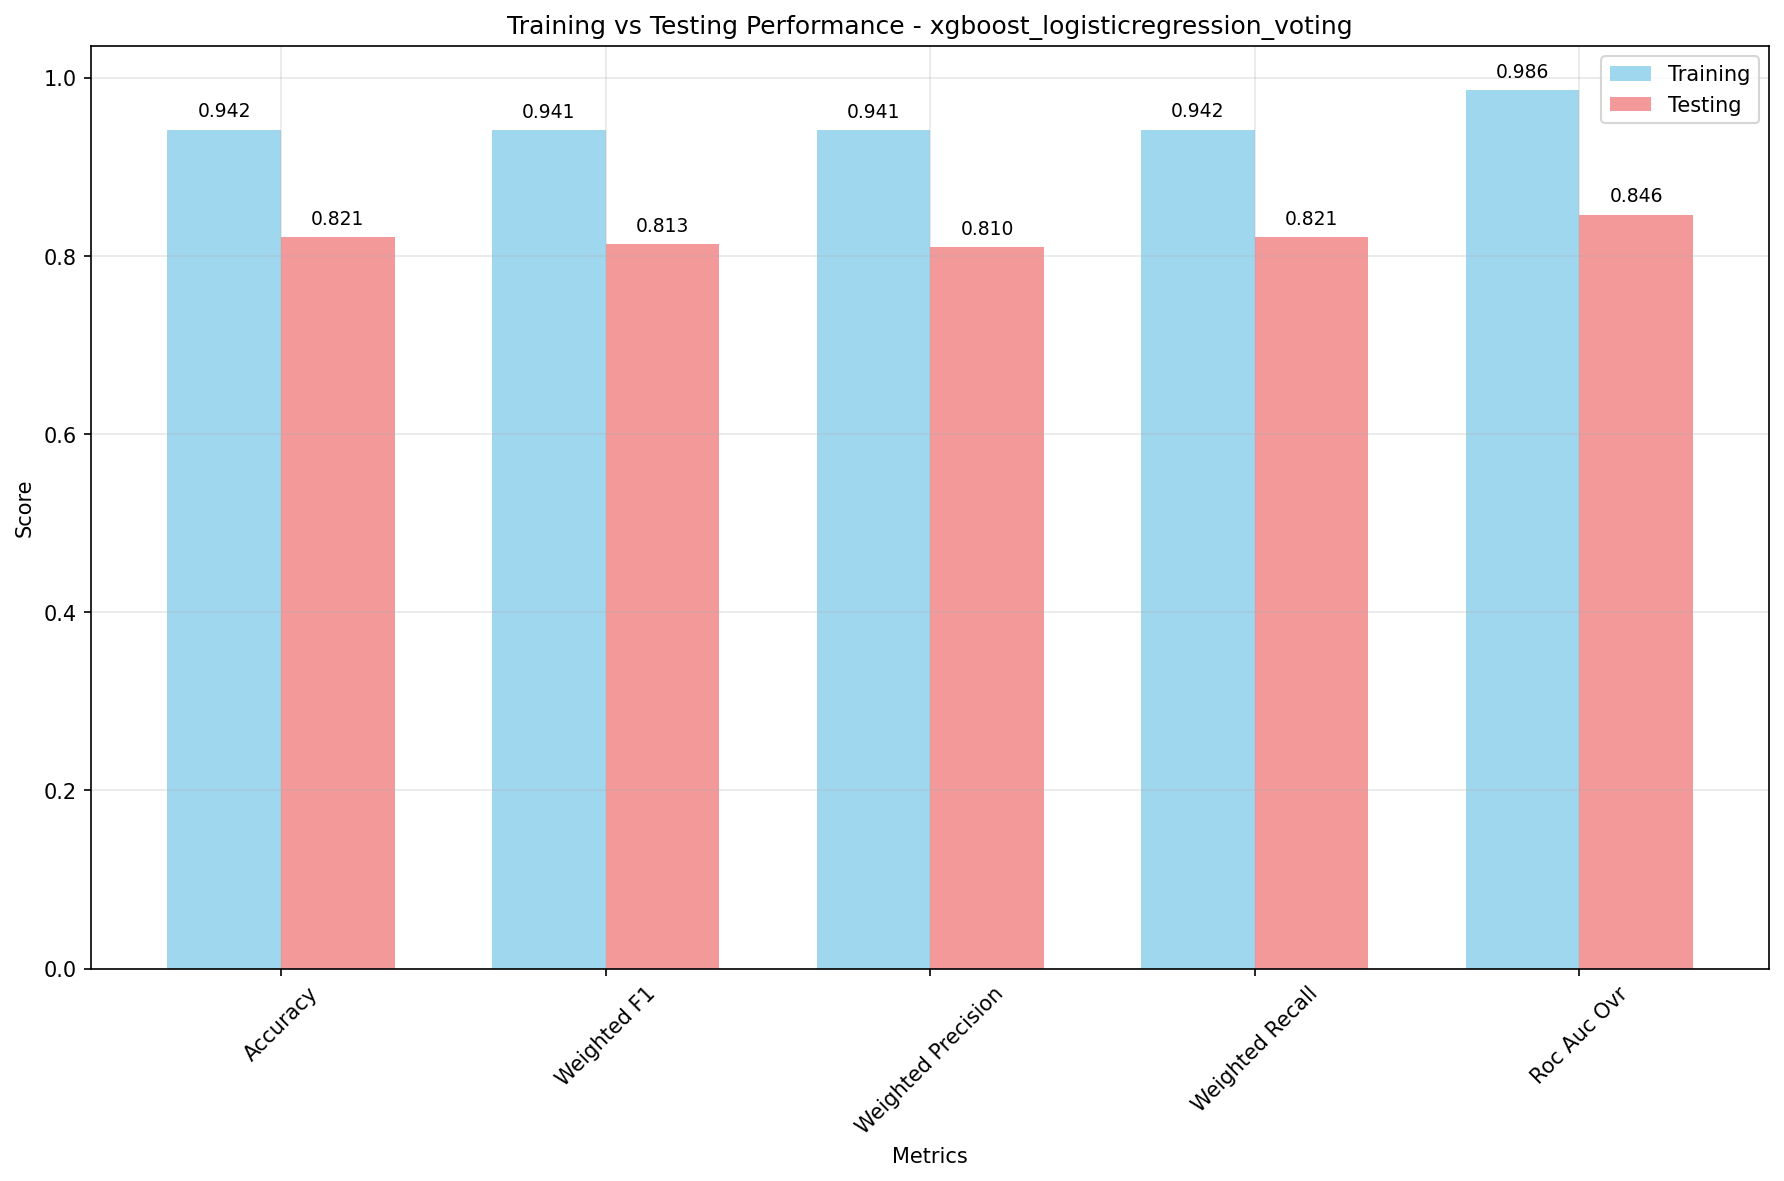 Training vs Testing Performance - xgboost_logisticregression_voting
Training
Testing
Score
1.0
0.8
0.6
0.4
0.2
0.0
0.942
0.821
0.941
0.813
0.941
0.810
0.942
0.821
0.986
0.846
Accuracy
Weighted F1
Weighted Precision
Weighted Recall
Roc Auc Ovr
Metrics